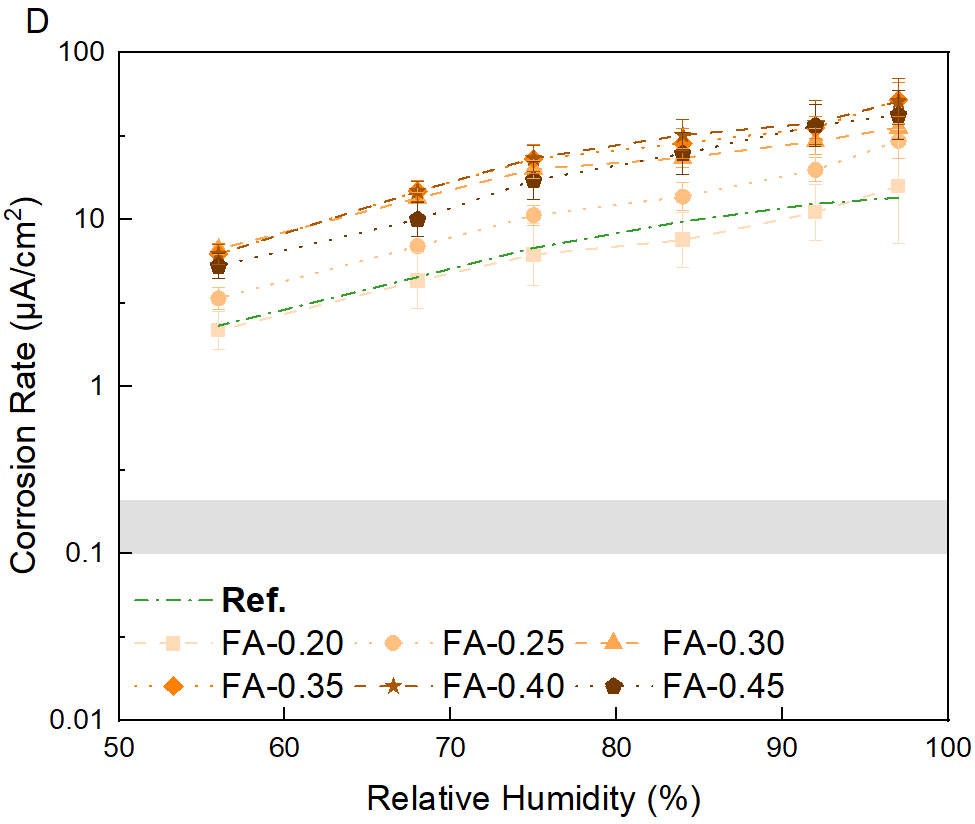 D
Corrosion Rate (μA/cm²)
100
10
1
0.1
0.01
Ref.
FA-0.20 FA-0.25 FA-0.30
FA-0.35 FA-0.40 FA-0.45
50 60 70 80 90 100
Relative Humidity (%)